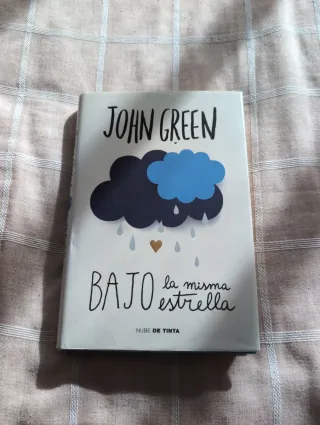 JOHN GREEN
BAJO la misma
estrella
NUBE DE TINTA